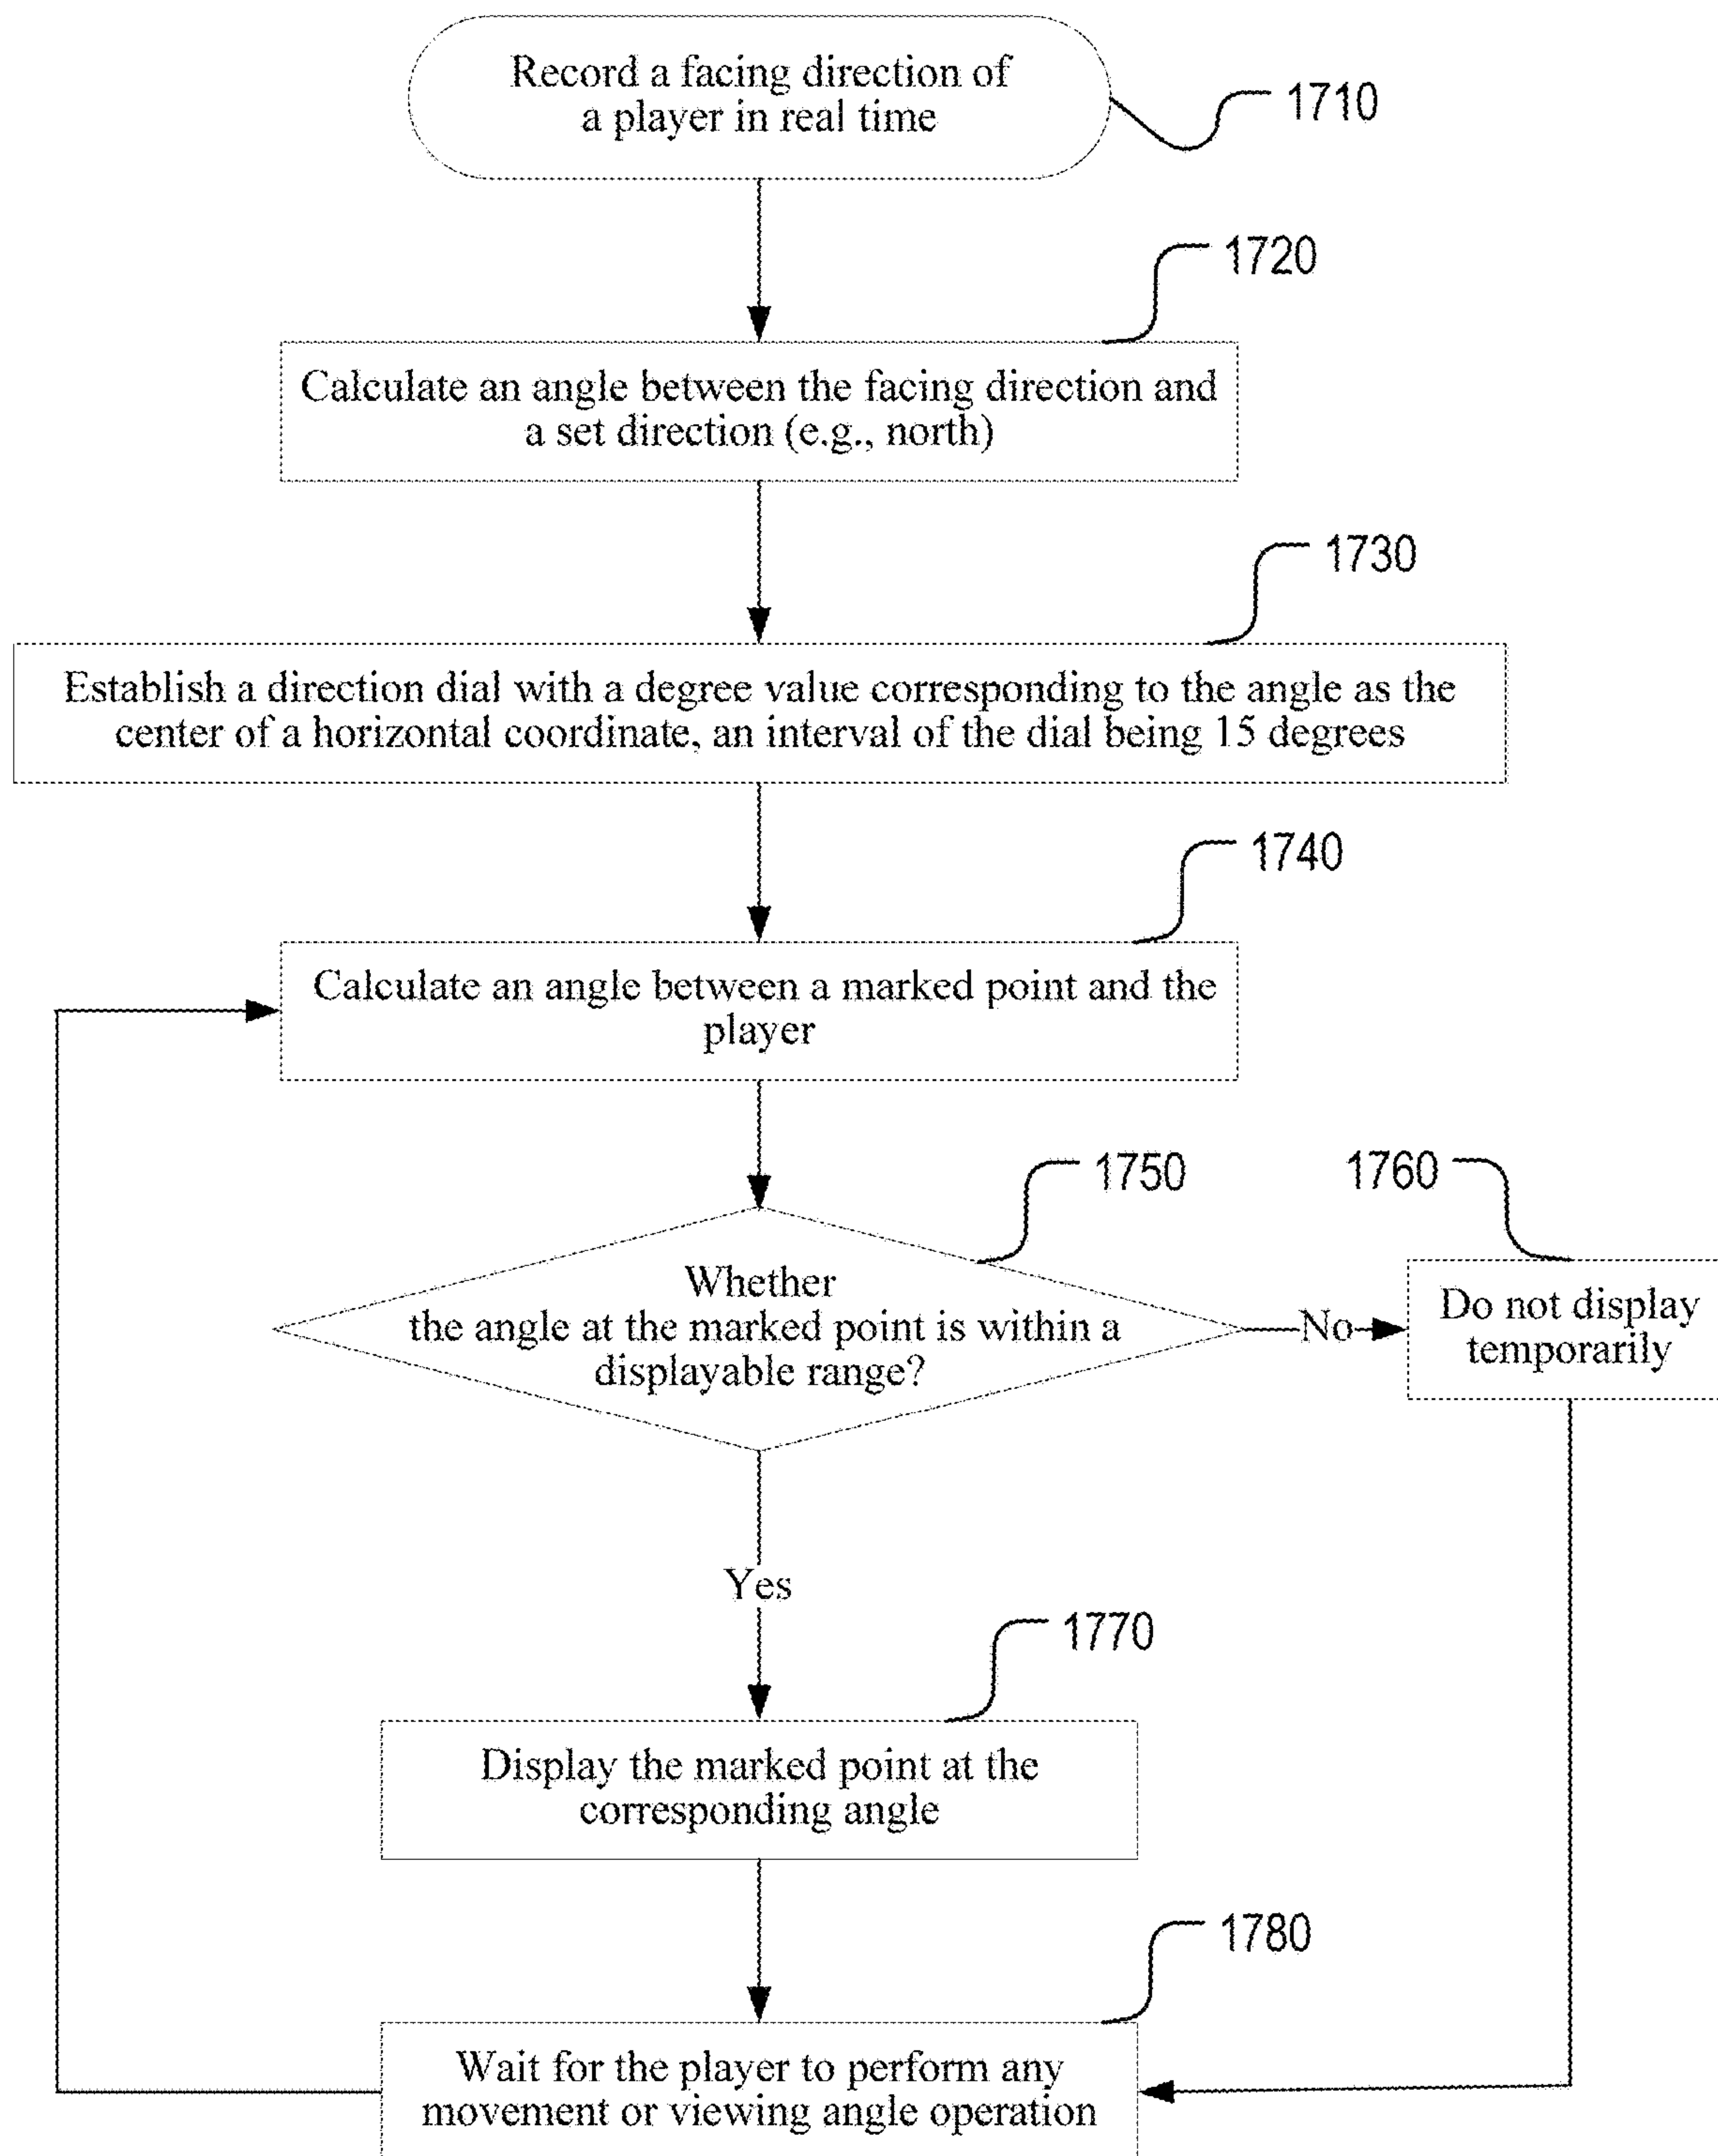 Record a facing direction of
a player in real time
1710
1720
Calculate an angle between the facing direction and
a set direction (e.g., north)
1730
Establish a direction dial with a degree value corresponding to the angle as the
center of a horizontal coordinate, an interval of the dial being 15 degrees
1740
Calculate an angle between a marked point and the
player
1750
1760
Whether
the angle at the marked point is within a
displayable range?
No
Do not display
temporarily
Yes
1770
Display the marked point at the
corresponding angle
1780
Wait for the player to perform any
movement or viewing angle operation